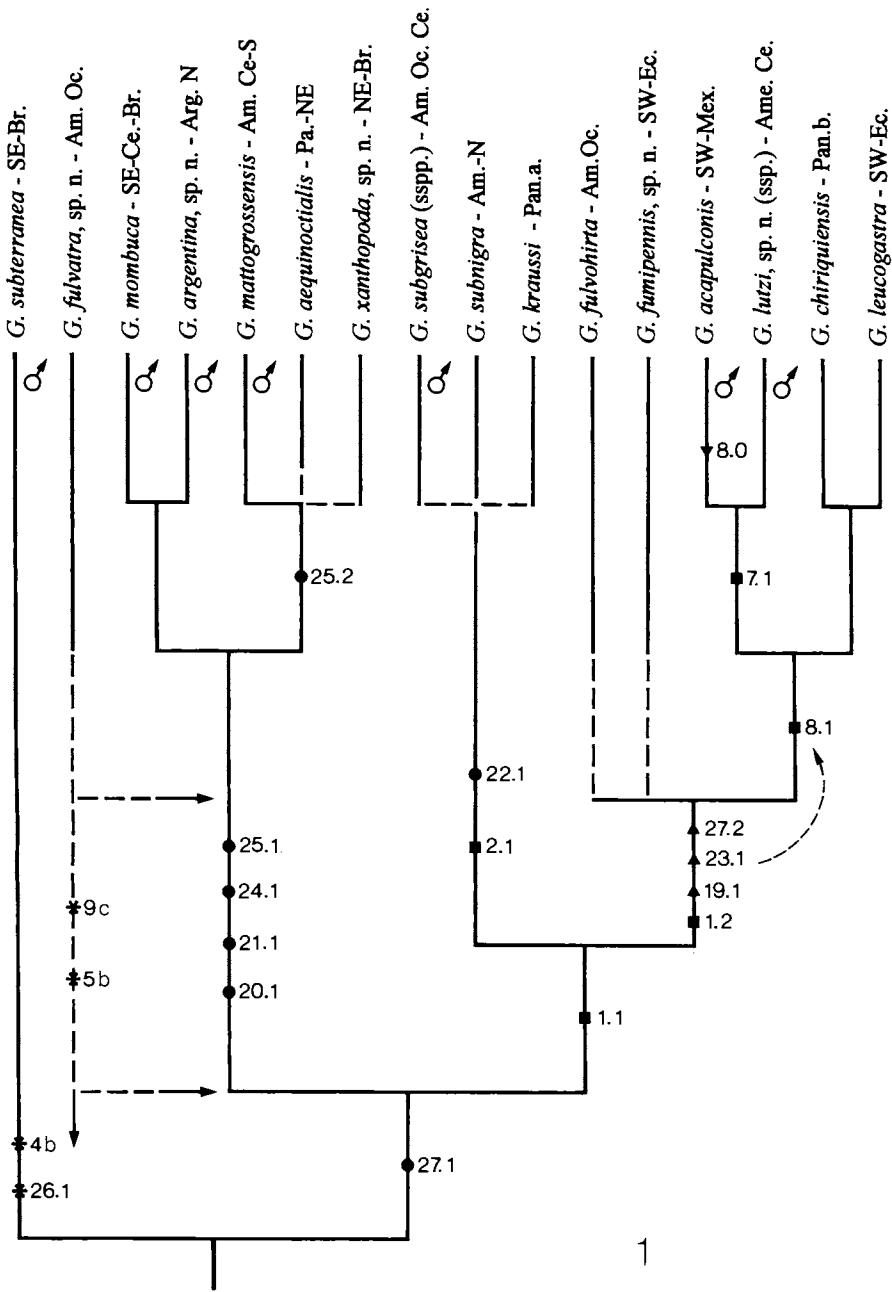 G. subterranea - SE-Br.
G. fulvatra, sp. n. - Am. Oc.
G. mombuca - SE-Ce.-Br.
G. argentina, sp. n. - Arg. N
G. mattogrossensis - Am. Ce-S
G. aequinoctialis - Pa.-NE
G. xanthopoda, sp. n. - NE-Br.
G. subgrisea (sspp.) - Am. Oc. Ce.
G. subnigra - Am.-N
G. kraussi - Pan.a.
G. fulvohirta - Am.Oc.
G. fumipennis, sp. n. - SW-Ec.
G. acapulconis - SW-Mex.
G. lutzi, sp. n. (ssp.) - Ame. Ce.
G. chiriquiensis - Pan.b.
G. leucogastra - SW-Ec.
♂ ♂ ♂ ♂ ♂ ♂ ♂
8.0
25.2
7.1
8.1
22.1
25.1
2.1
27.2
23.1
24.1
19.1
9c
1.2
21.1
5b
20.1
1.1
4b
27.1
26.1
1